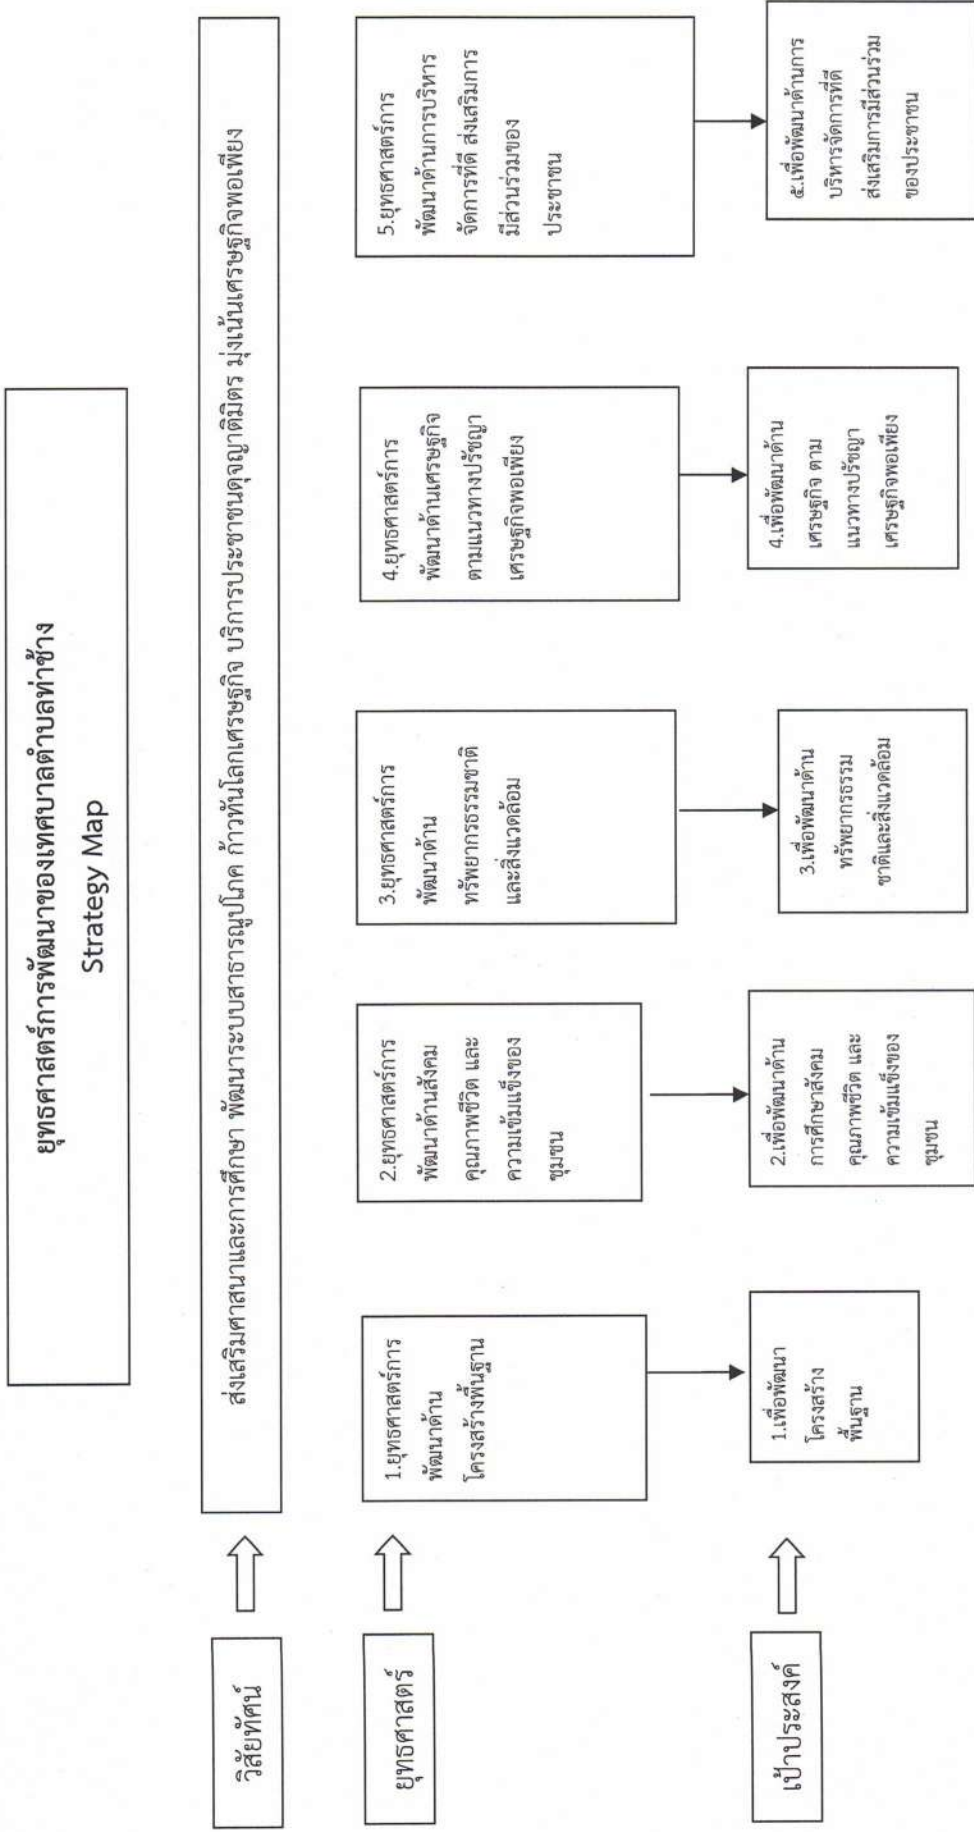 ยุทธศาสตร์การพัฒนาของเทศบาลตำบลท่าช้าง
Strategy Map
วิสัยทัศน์
ส่งเสริมศาสนาและการศึกษา พัฒนาระบบสาธารณูปโภค ก้าวทันโลกเศรษฐกิจ บริการประชาชนดุจญาติมิตร มุ่งเน้นเศรษฐกิจพอเพียง
ยุทธศาสตร์
1.ยุทธศาสตร์การ
พัฒนาด้าน
โครงสร้างพื้นฐาน
2.ยุทธศาสตร์การ
พัฒนาด้านสังคม
คุณภาพชีวิต และ
ความเข้มแข็งของ
ชุมชน
3.ยุทธศาสตร์การ
พัฒนาด้าน
ทรัพยากรธรรมชาติ
และสิ่งแวดล้อม
4.ยุทธศาสตร์การ
พัฒนาด้านเศรษฐกิจ
ตามแนวทางปรัชญา
เศรษฐกิจพอเพียง
5.ยุทธศาสตร์การ
พัฒนาด้านการบริหาร
จัดการที่ดี ส่งเสริมการ
มีส่วนร่วมของ
ประชาชน
เป้าประสงค์
1.เพื่อพัฒนา
โครงสร้าง
พื้นฐาน
2.เพื่อพัฒนาด้าน
การศึกษาสังคม
คุณภาพชีวิต และ
ความเข้มแข็งของ
ชุมชน
3.เพื่อพัฒนาด้าน
ทรัพยากรธรรม
ชาติและสิ่งแวดล้อม
4.เพื่อพัฒนาด้าน
เศรษฐกิจ ตาม
แนวทางปรัชญา
เศรษฐกิจพอเพียง
๕.เพื่อพัฒนาด้านการ
บริหารจัดการที่ดี
ส่งเสริมการมีส่วนร่วม
ของประชาชน